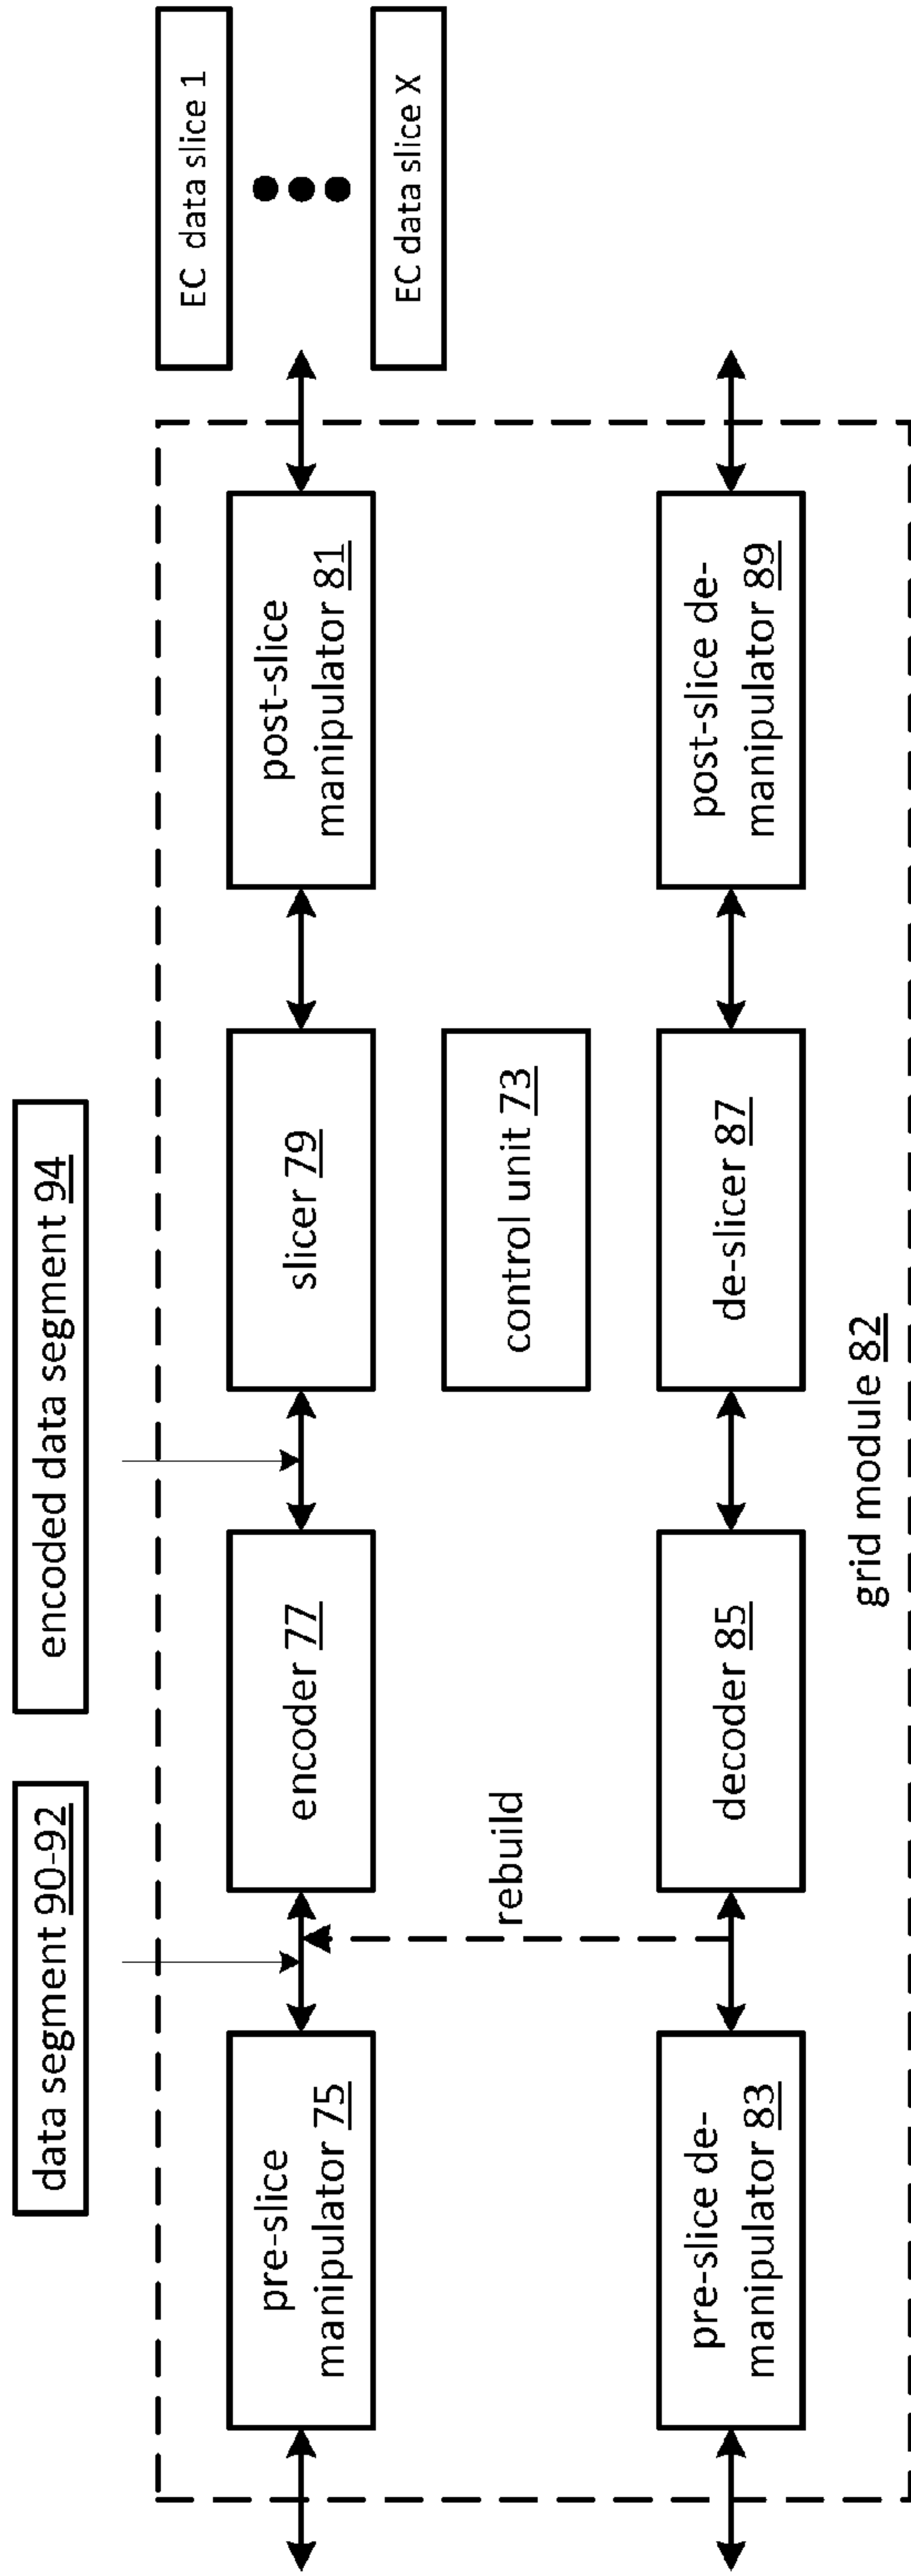 data segment 90-92
encoded data segment 94
EC data slice 1
EC data slice X
pre-slice
manipulator 75
encoder 77
slicer 79
post-slice
manipulator 81
rebuild
control unit 73
pre-slice de-
manipulator 83
decoder 85
de-slicer 87
post-slice de-
manipulator 89
grid module 82